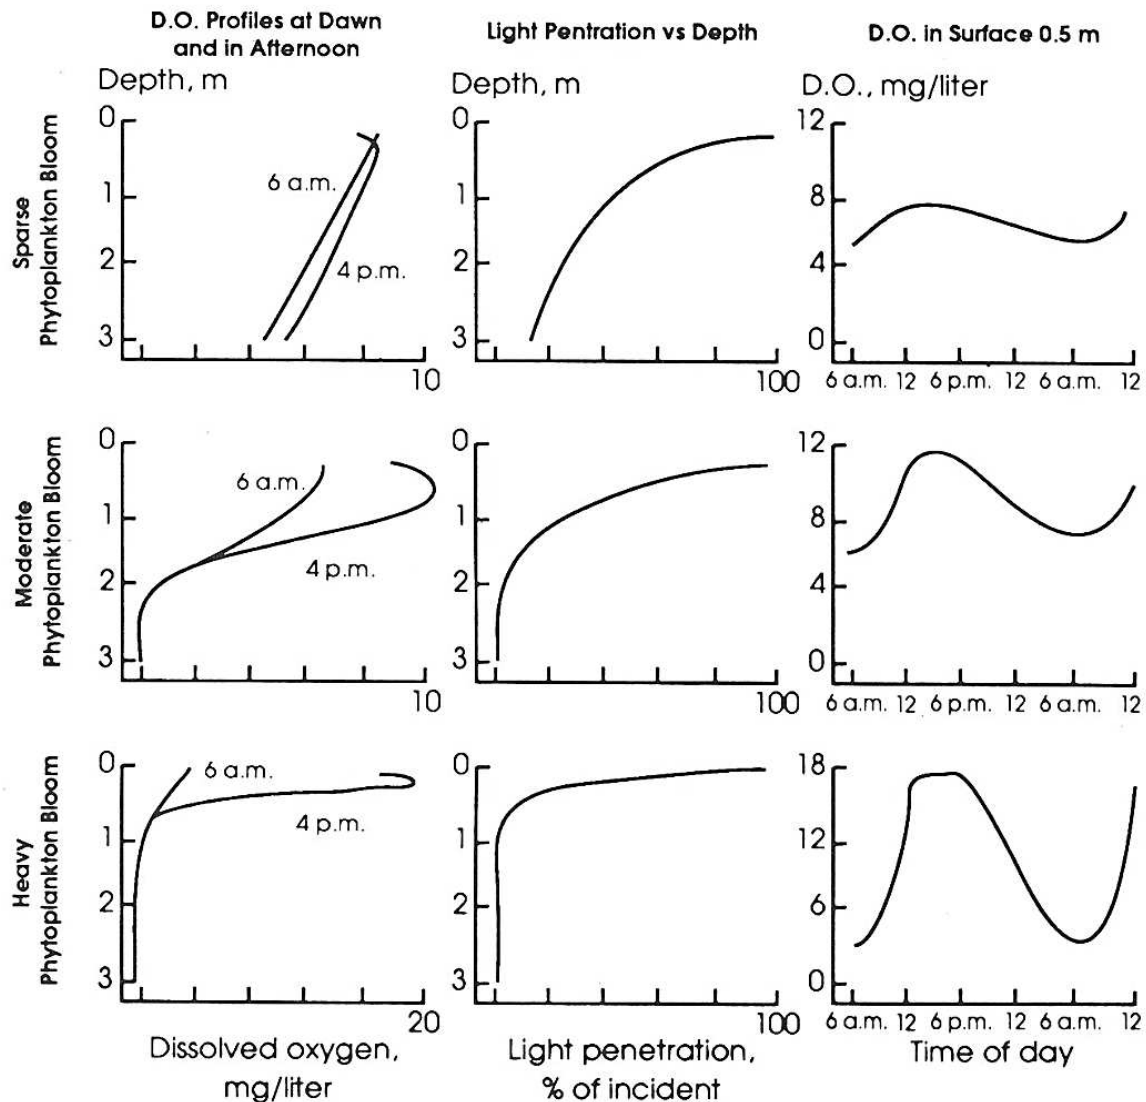 D.O. Profiles at Dawn
and in Afternoon
Light Pentration vs Depth
D.O. in Surface 0.5 m
Sparse
Phytoplankton Bloom
Depth, m
0
1
2
3
6 a.m.
4 p.m.
10
Depth, m
0
1
2
3
100
D.O., mg/liter
12
8
4
0
6 a.m. 12 6 p.m. 12 6 a.m. 12
Moderate
Phytoplankton Bloom
0
1
2
3
6 a.m.
4 p.m.
10
0
1
2
3
100
12
8
4
0
6 a.m. 12 6 p.m. 12 6 a.m. 12
Heavy
Phytoplankton Bloom
0
1
2
3
6 a.m.
4 p.m.
20
Dissolved oxygen,
mg/liter
0
1
2
3
100
Light penetration,
% of incident
18
12
6
0
6 a.m. 12 6 p.m. 12 6 a.m. 12
Time of day